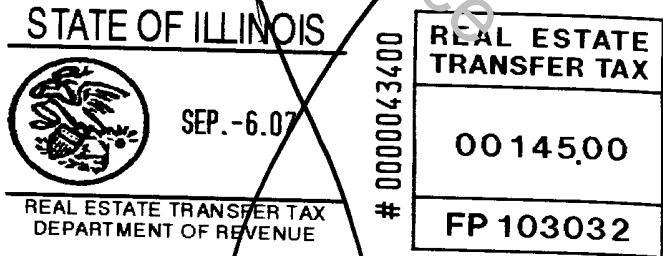 STATE OF ILLINOIS
SEP.-6.07
REAL ESTATE TRANSFER TAX
DEPARTMENT OF REVENUE
# 0000043400
REAL ESTATE
TRANSFER TAX
00145.00
FP 103032